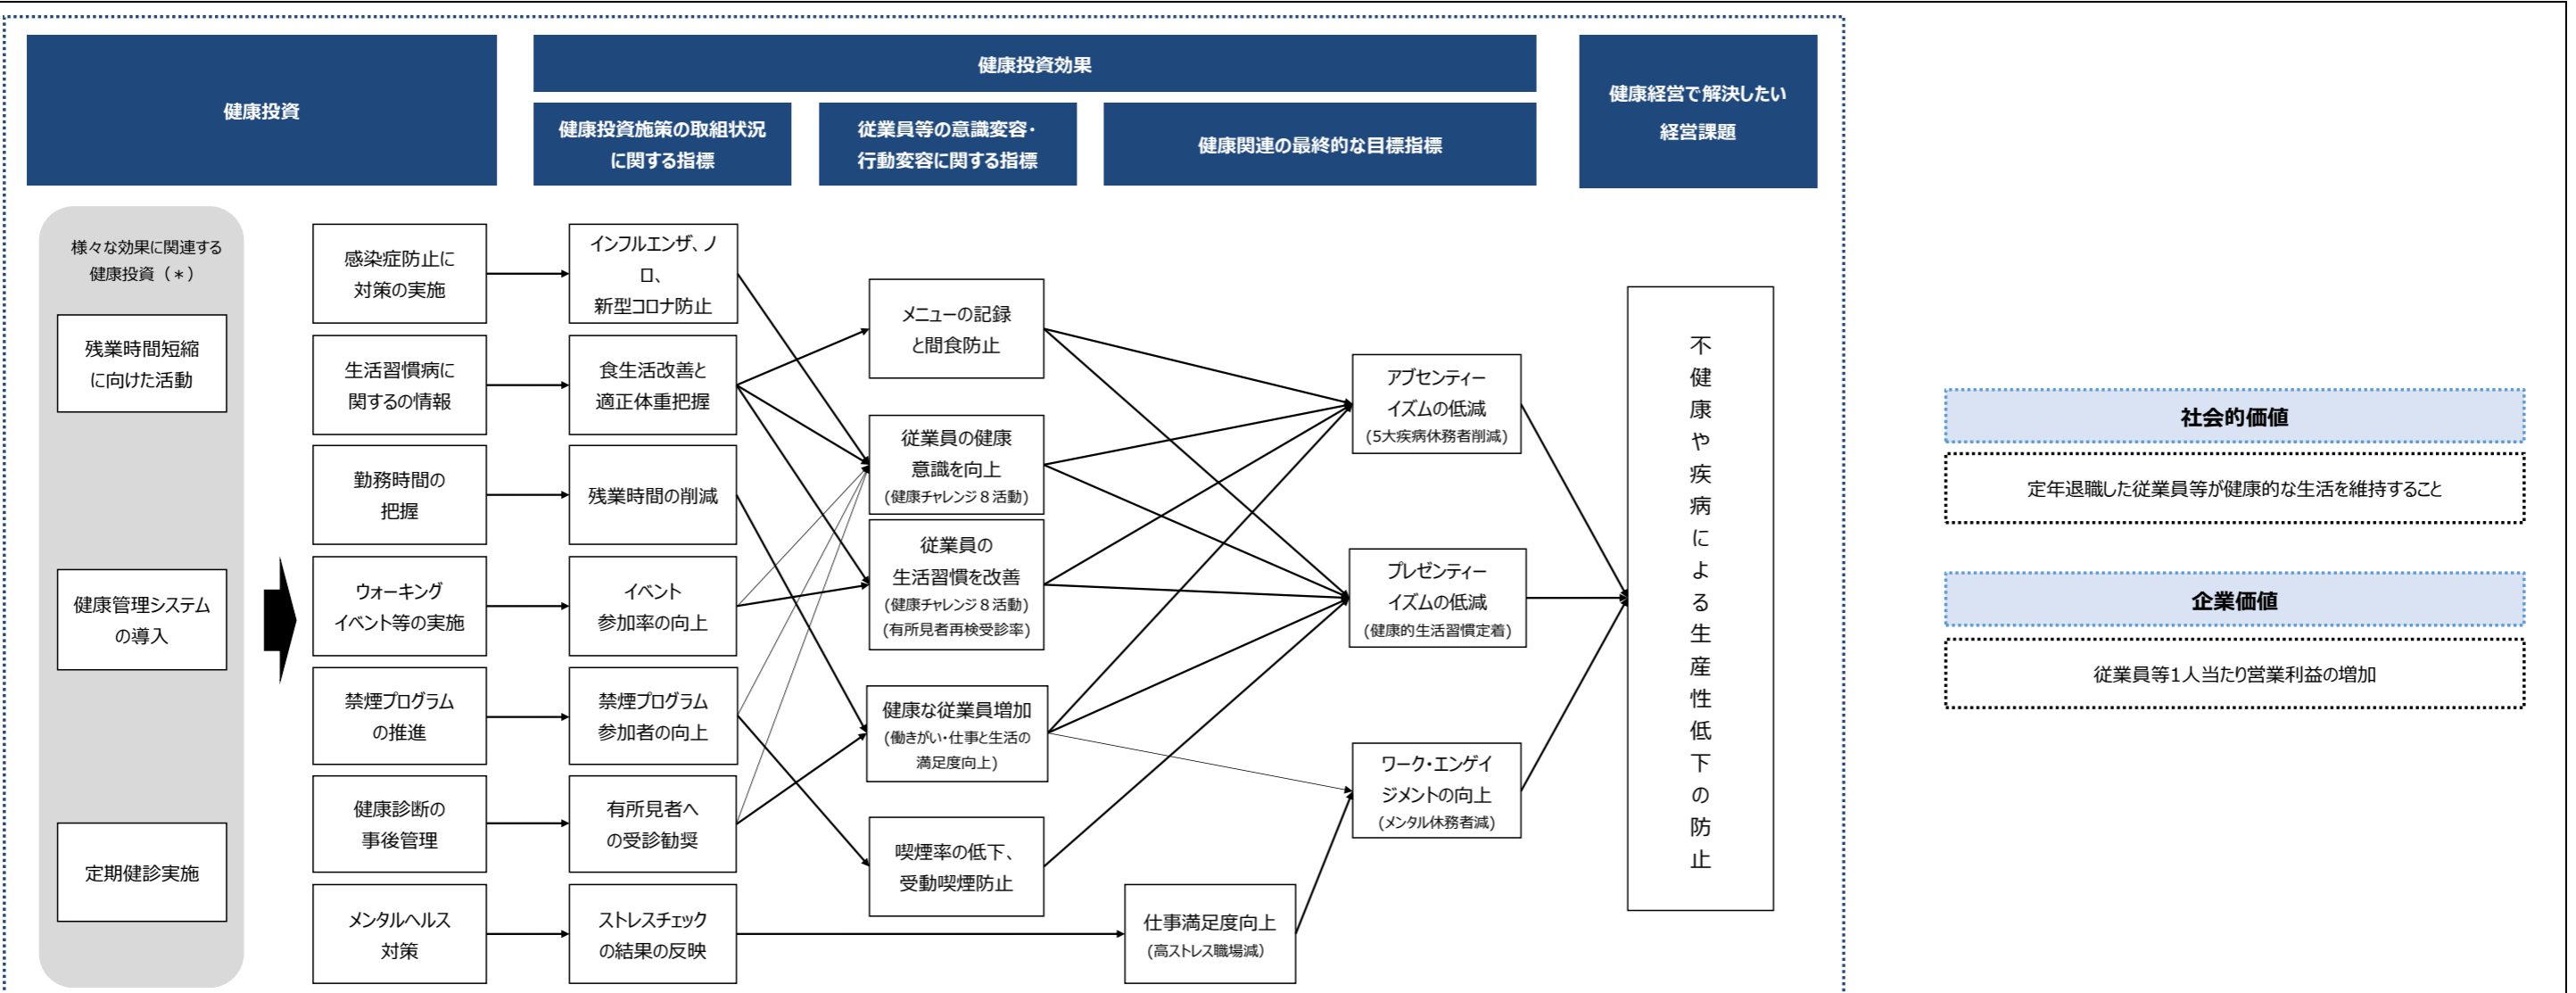 健康投資
健康投資効果
健康経営で解決したい
経営課題
健康投資施策の取組状況
に関する指標
従業員等の意識変容・
行動変容に関する指標
健康関連の最終的な目標指標
様々な効果に関連する
健康投資（＊）
残業時間短縮
に向けた活動
健康管理システム
の導入
定期健診実施
感染症防止に
対策の実施
生活習慣病に
関するの情報
勤務時間の
把握
ウォーキング
イベント等の実施
禁煙プログラム
の推進
健康診断の
事後管理
メンタルヘルス
対策
インフルエンザ、ノ
ロ、
新型コロナ防止
食生活改善と
適正体重把握
残業時間の削減
イベント
参加率の向上
禁煙プログラム
参加者の向上
有所見者へ
の受診勧奨
ストレスチェック
の結果の反映
メニューの記録
と間食防止
従業員の健康
意識を向上
(健康チャレンジ８活動)
従業員の
生活習慣を改善
(健康チャレンジ８活動)
(有所見者再検受診率)
健康な従業員増加
(働きがい・仕事と生活の
満足度向上)
喫煙率の低下、
受動喫煙防止
仕事満足度向上
(高ストレス職場減)
アブセンティー
イズムの低減
(5大疾病休務者削減)
プレゼンティー
イズムの低減
(健康的生活習慣定着)
ワーク・エンゲイ
ジメントの向上
(メンタル休務者減)
不健康や疾病による生産性低下の防止
社会的価値
定年退職した従業員等が健康的な生活を維持すること
企業価値
従業員等1人当たり営業利益の増加